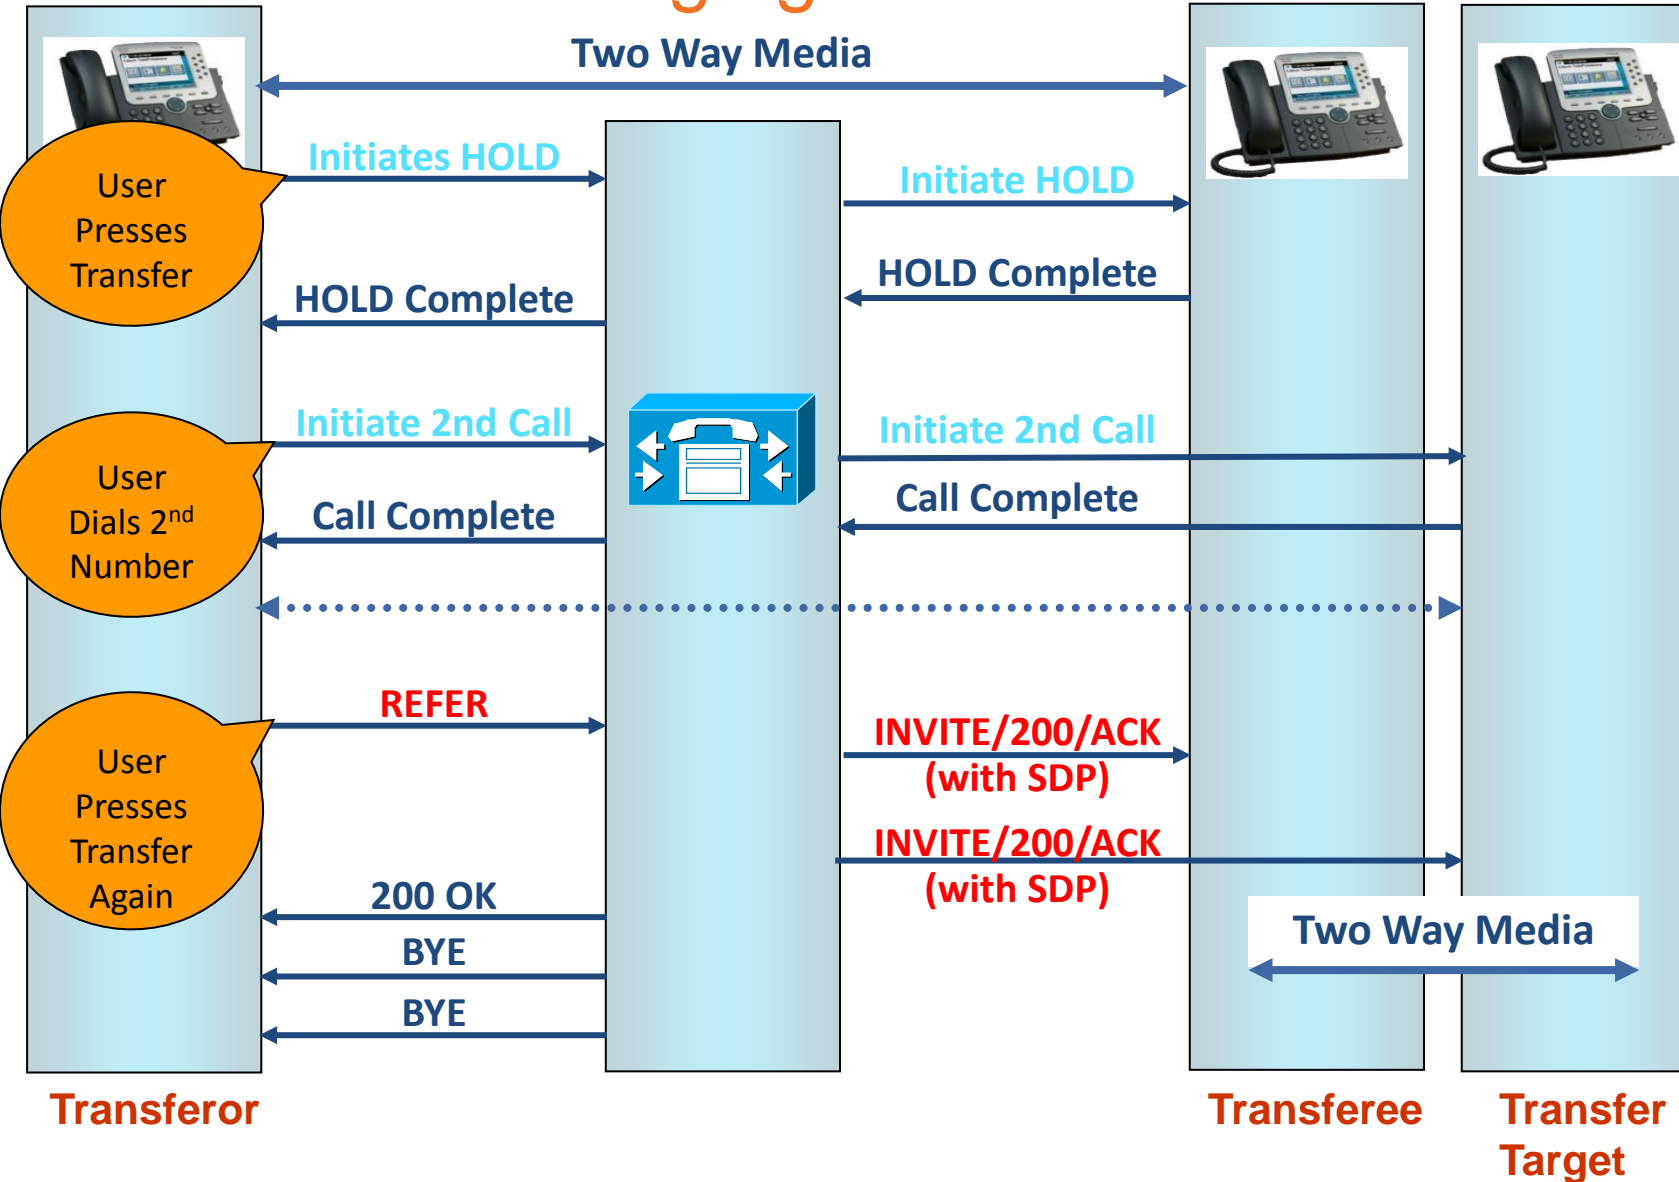 Two Way Media
User
Presses
Transfer
Initiates HOLD
Initiate HOLD
HOLD Complete
HOLD Complete
User
Dials 2nd
Number
Initiate 2nd Call
Initiate 2nd Call
Call Complete
Call Complete
User
Presses
Transfer
Again
REFER
INVITE/200/ACK
(with SDP)
INVITE/200/ACK
(with SDP)
200 OK
BYE
BYE
Two Way Media
Transferor
Transferee
Transfer
Target